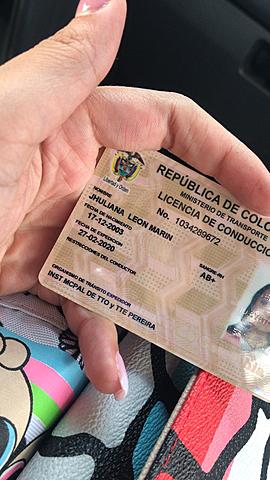 REPÚBLICA DE COLO
MINISTERIO DE TRANSPORTE
LICENCIA DE CONDUCCIÓ
No. 1034289672
Libertad y Orden
NOMBRE
JHULIANA LEON MARIN
FECHA DE NACIMIENTO
17-12-2003
FECHA DE EXPEDICION
27-02-2020
SANGRE-RH
AB+
RESTRICCIONES DEL CONDUCTOR
ORGANISMO DE TRÁNSITO EXPEDIDOR
INST MCPAL DE TTO y TTE PEREIRA